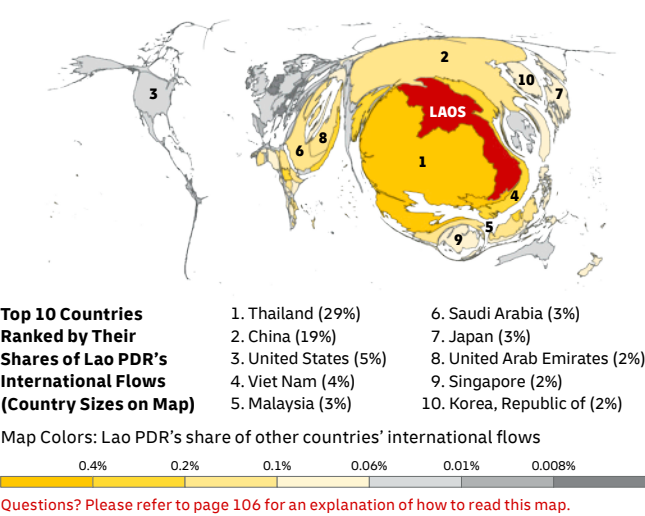 2
10
7
3
LAOS
8
6
1
4
5
9
Top 10 Countries
Ranked by Their
Shares of Lao PDR's
International Flows
(Country Sizes on Map)
1. Thailand (29%)
2. China (19%)
3. United States (5%)
4. Viet Nam (4%)
5. Malaysia (3%)
6. Saudi Arabia (3%)
7. Japan (3%)
8. United Arab Emirates (2%)
9. Singapore (2%)
10. Korea, Republic of (2%)
Map Colors: Lao PDR's share of other countries' international flows
0.4% 0.2% 0.1% 0.06% 0.01% 0.008%
Questions? Please refer to page 106 for an explanation of how to read this map.